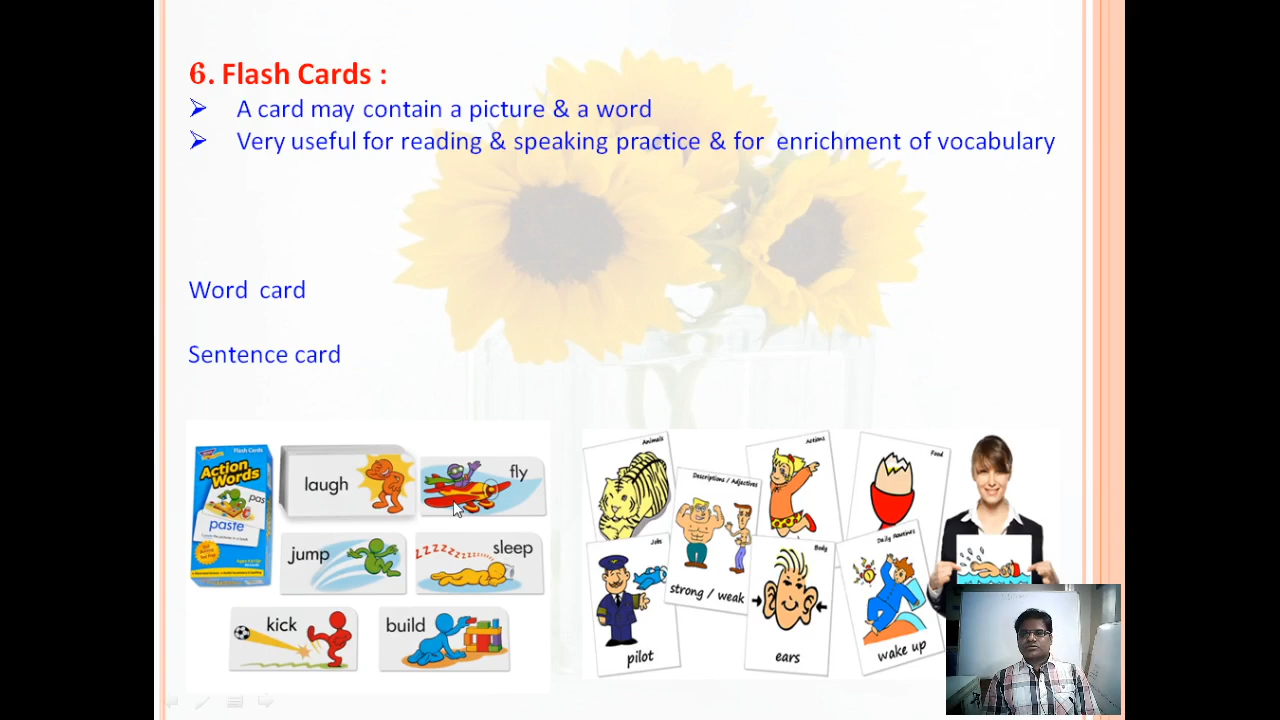 6. Flash Cards :
➢ A card may contain a picture & a word
➢ Very useful for reading & speaking practice & for enrichment of vocabulary
Word card
Sentence card
Flash Cards
Action
Words
pas
paste
laugh
fly
jump
ZZZZZZZZZZZ
sleep
kick
build
Animals
Descriptions / Adjectives
strong / weak
Actions
Food
Jobs
pilot
Body
ears
Daily Routines
wake up